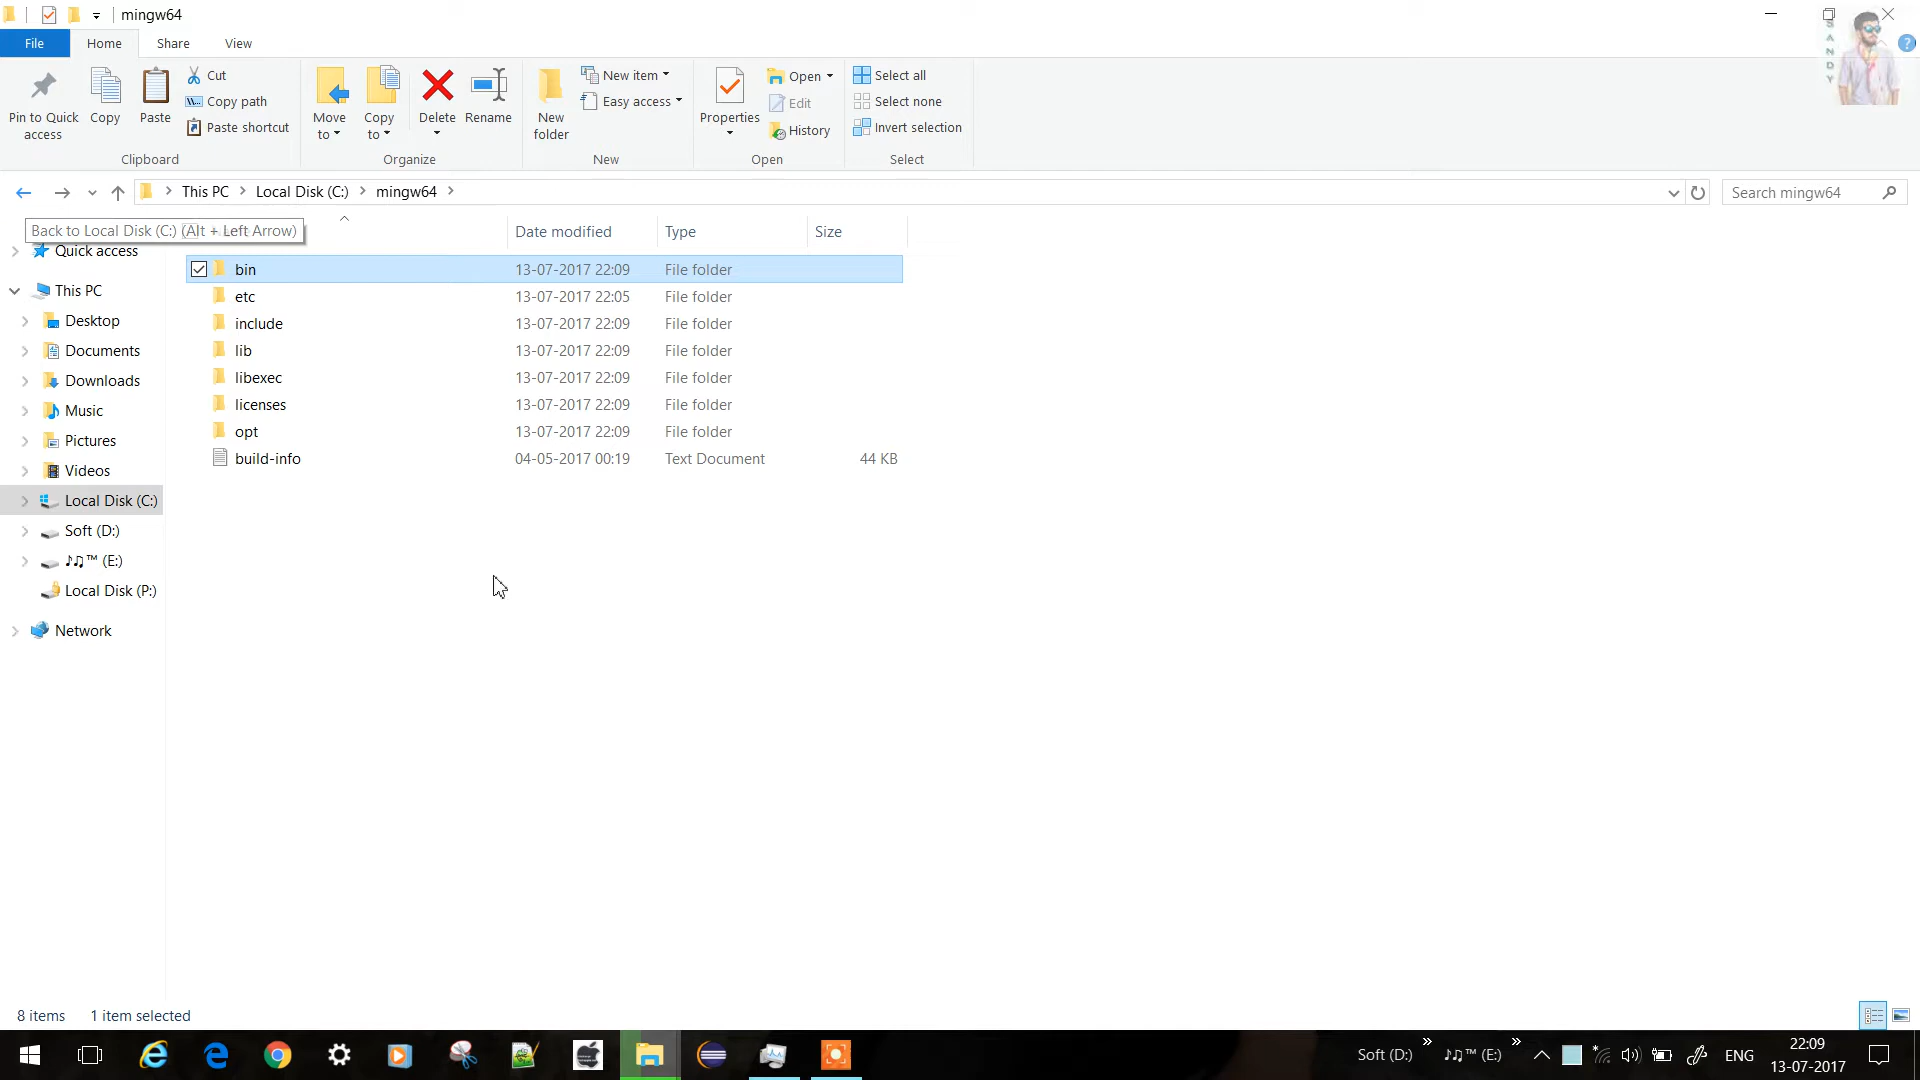 mingw64
File
Home
Share
View
Pin to Quick
access
Copy
Paste
Cut
Copy path
Paste shortcut
Clipboard
Move
to
Copy
to
Delete
Rename
Organize
New
folder
New item
Easy access
New
Properties
Open
Edit
History
Open
Select all
Select none
Invert selection
Select
S
A
N
D
Y
?
This PC
Local Disk (C:)
mingw64
Search mingw64
Back to Local Disk (C:) (Alt + Left Arrow)
Date modified
Type
Size
Quick access
This PC
Desktop
Documents
Downloads
Music
Pictures
Videos
Local Disk (C:)
Soft (D:)
♪♫™ (E:)
Local Disk (P:)
Network
bin 13-07-2017 22:09 File folder
etc 13-07-2017 22:05 File folder
include 13-07-2017 22:09 File folder
lib 13-07-2017 22:09 File folder
libexec 13-07-2017 22:09 File folder
licenses 13-07-2017 22:09 File folder
opt 13-07-2017 22:09 File folder
build-info 04-05-2017 00:19 Text Document 44 KB
8 items 1 item selected
Soft (D:)
♪♫™ (E:)
ENG
22:09
13-07-2017